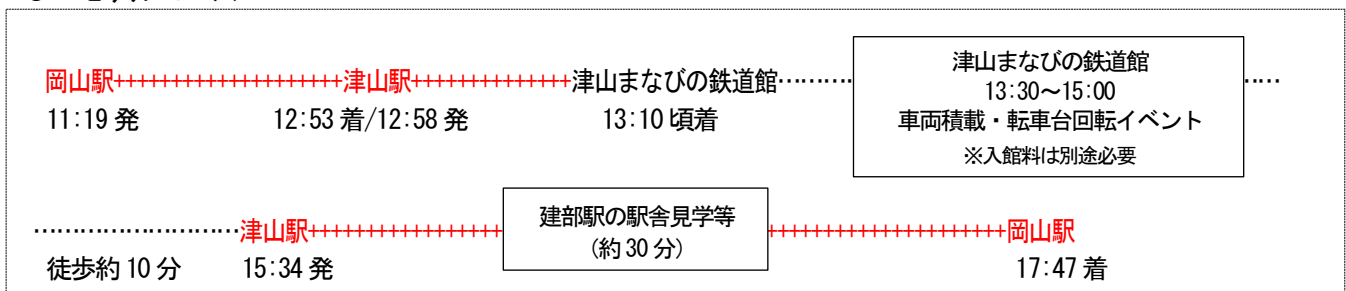 岡山駅++++++++++++++++++++津山駅++++++++++++++津山まなびの鉄道館………
11:19 発 12:53 着/12:58 発 13:10 頃着
津山まなびの鉄道館
13:30～15:00
車両積載・転車台回転イベント
※入館料は別途必要
……
………………………津山駅+++++++++++++++++
建部駅の駅舎見学等
(約 30 分)
+++++++++++++++++++++岡山駅
徒歩約 10 分 15:34 発 17:47 着